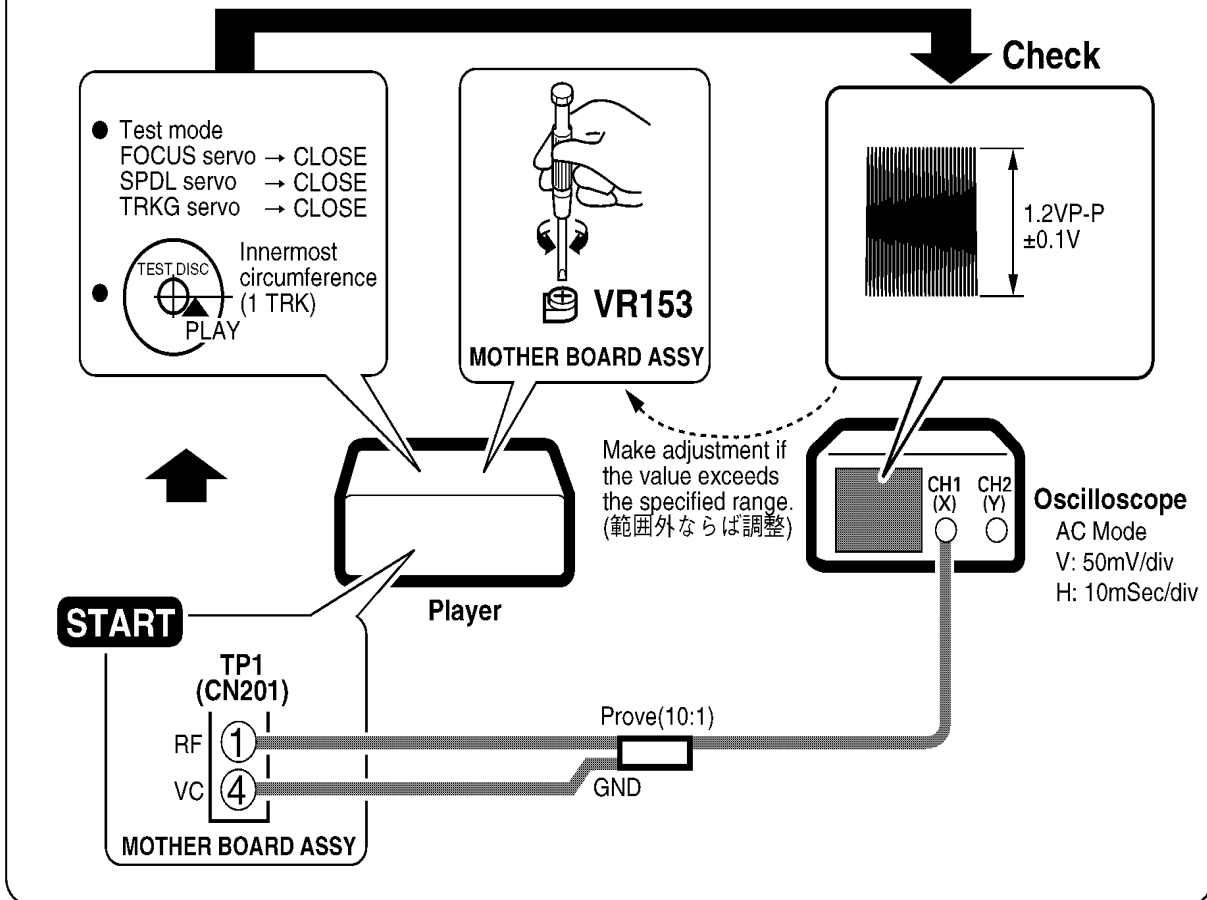 Check
● Test mode
FOCUS servo → CLOSE
SPDL servo → CLOSE
TRKG servo → CLOSE
●
TEST DISC
Innermost
circumference
(1 TRK)
PLAY
VR153
MOTHER BOARD ASSY
1.2VP-P
±0.1V
Make adjustment if
the value exceeds
the specified range.
(範囲外ならば調整)
CH1
(X)
CH2
(Y)
Oscilloscope
AC Mode
V: 50mV/div
H: 10mSec/div
Player
START
TP1
(CN201)
RF ①
VC ④
MOTHER BOARD ASSY
Prove(10:1)
GND